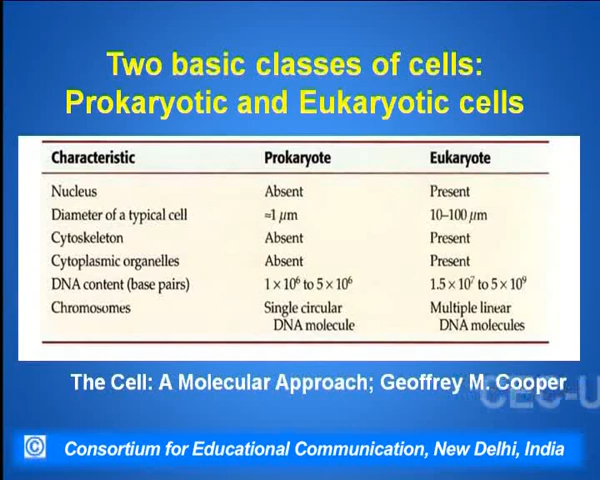 Two basic classes of cells:
Prokaryotic and Eukaryotic cells
Characteristic Prokaryote Eukaryote
Nucleus Absent Present
Diameter of a typical cell ≈1 μm 10–100 μm
Cytoskeleton Absent Present
Cytoplasmic organelles Absent Present
DNA content (base pairs) 1 × 10⁶ to 5 × 10⁶ 1.5 × 10⁷ to 5 × 10⁹
Chromosomes Single circular Multiple linear
DNA molecule DNA molecules
The Cell: A Molecular Approach; Geoffrey M. Cooper
CEC-U
© Consortium for Educational Communication, New Delhi, India